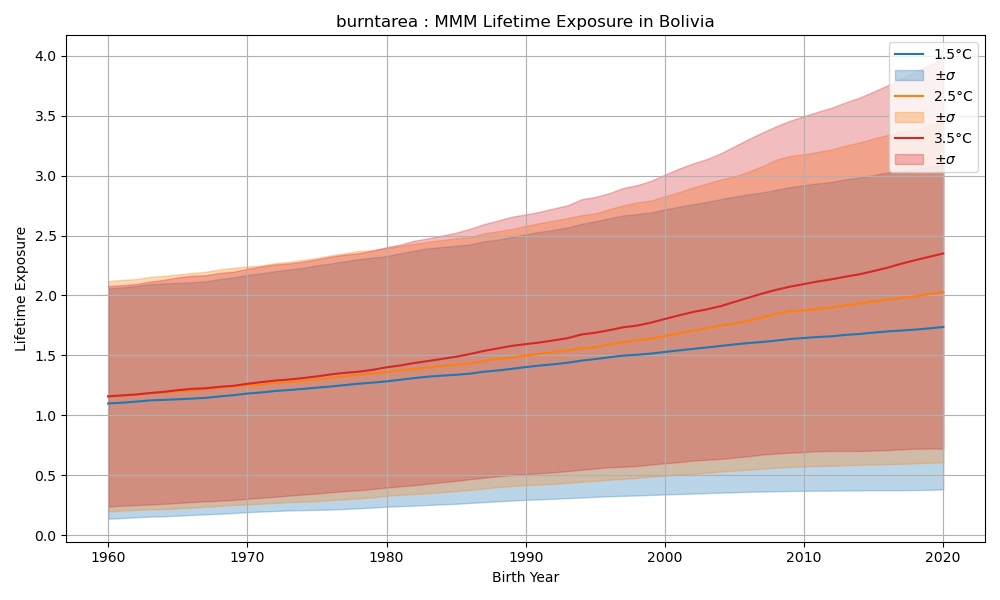 burntarea : MMM Lifetime Exposure in Bolivia
4.0
3.5
3.0
2.5
2.0
1.5
1.0
0.5
0.0
Lifetime Exposure
1.5°C
±σ
2.5°C
±σ
3.5°C
±σ
1960 1970 1980 1990 2000 2010 2020
Birth Year